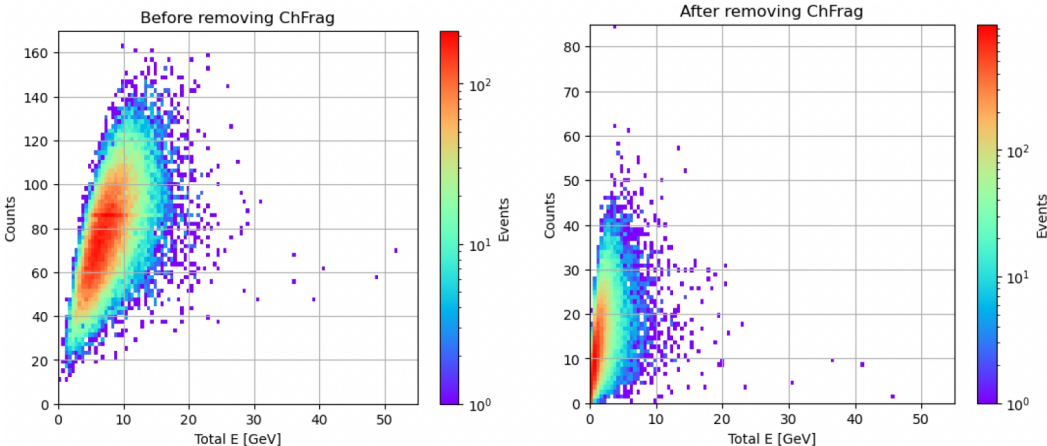 Before removing ChFrag
160
140
120
100
80
60
40
20
0
Counts
0 10 20 30 40 50
Total E [GeV]
10²
10¹
10⁰
Events
After removing ChFrag
80
70
60
50
40
30
20
10
0
Counts
0 10 20 30 40 50
Total E [GeV]
10²
10¹
10⁰
Events